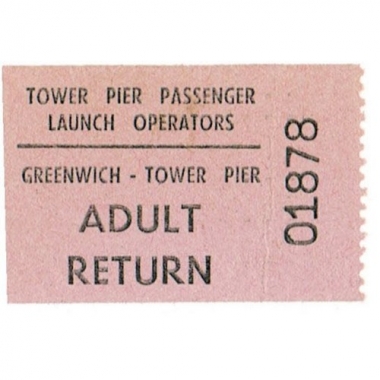 TOWER PIER PASSENGER
LAUNCH OPERATORS
GREENWICH - TOWER PIER
ADULT
RETURN
01878